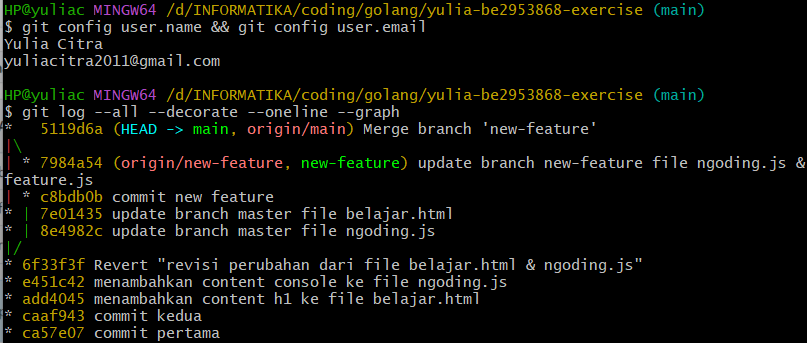 HP@yuliac MINGW64 /d/INFORMATIKA/coding/golang/yulia-be2953868-exercise (main)
$ git config user.name && git config user.email
Yulia Citra
yuliacitra2011@gmail.com

HP@yuliac MINGW64 /d/INFORMATIKA/coding/golang/yulia-be2953868-exercise (main)
$ git log --all --decorate --oneline --graph
*   5119d6a (HEAD -> main, origin/main) Merge branch 'new-feature'
|\
| * 7984a54 (origin/new-feature, new-feature) update branch new-feature file ngoding.js &
feature.js
| * c8bdb0b commit new feature
* | 7e01435 update branch master file belajar.html
* | 8e4982c update branch master file ngoding.js
|/
* 6f33f3f Revert "revisi perubahan dari file belajar.html & ngoding.js"
* e451c42 menambahkan content console ke file ngoding.js
* add4045 menambahkan content h1 ke file belajar.html
* caaf943 commit kedua
* ca57e07 commit pertama